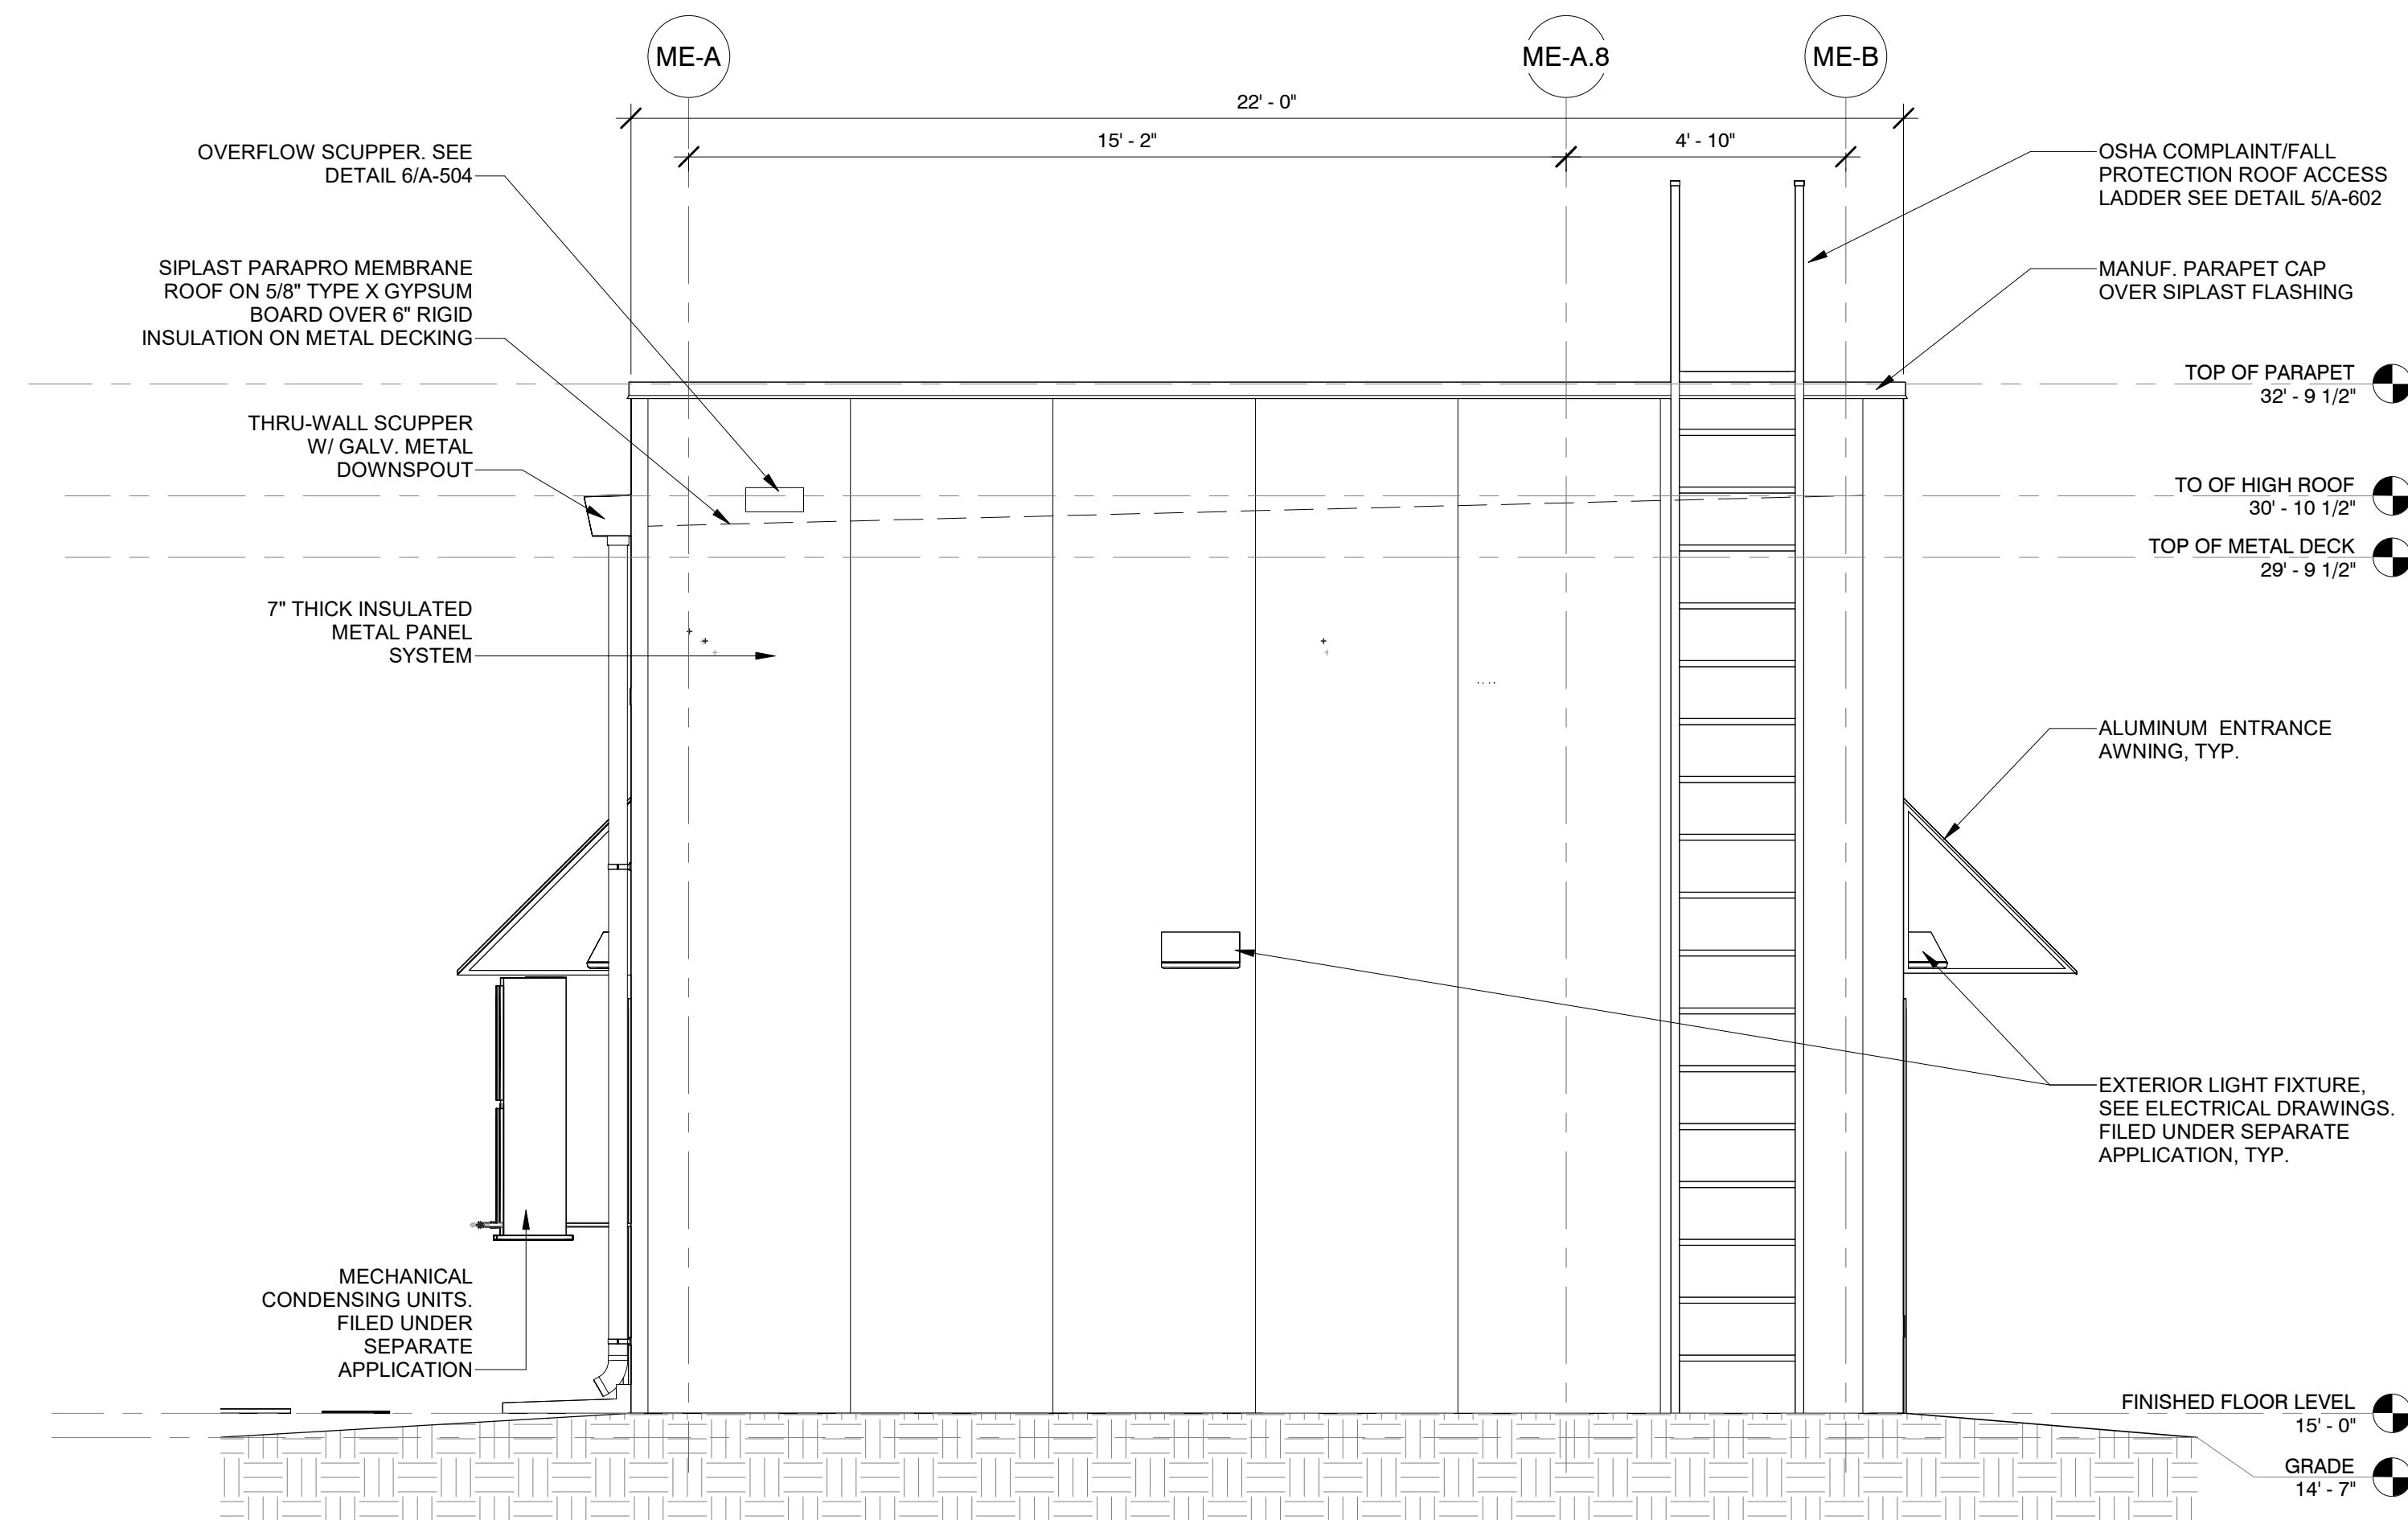 ME-A
ME-A.8
ME-B
22' - 0"
15' - 2"
4' - 10"
OVERFLOW SCUPPER. SEE
DETAIL 6/A-504
SIPLAST PARAPRO MEMBRANE
ROOF ON 5/8" TYPE X GYPSUM
BOARD OVER 6" RIGID
INSULATION ON METAL DECKING
THRU-WALL SCUPPER
W/ GALV. METAL
DOWNSPOUT
7" THICK INSULATED
METAL PANEL
SYSTEM
MECHANICAL
CONDENSING UNITS.
FILED UNDER
SEPARATE
APPLICATION
OSHA COMPLAINT/FALL
PROTECTION ROOF ACCESS
LADDER SEE DETAIL 5/A-602
MANUF. PARAPET CAP
OVER SIPLAST FLASHING
TOP OF PARAPET
32' - 9 1/2"
TO OF HIGH ROOF
30' - 10 1/2"
TOP OF METAL DECK
29' - 9 1/2"
ALUMINUM ENTRANCE
AWNING, TYP.
EXTERIOR LIGHT FIXTURE,
SEE ELECTRICAL DRAWINGS.
FILED UNDER SEPARATE
APPLICATION, TYP.
FINISHED FLOOR LEVEL
15' - 0"
GRADE
14' - 7"